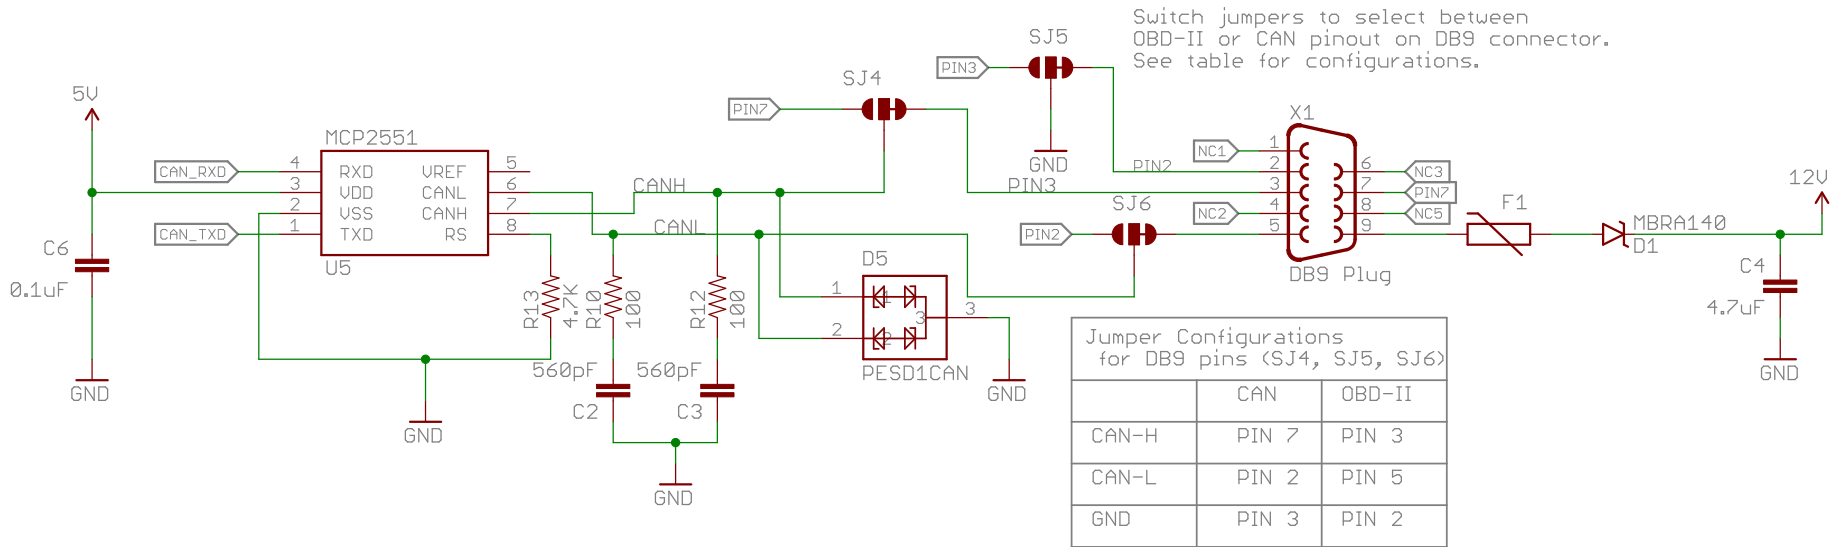 Switch jumpers to select between
OBD-II or CAN pinout on DB9 connector.
See table for configurations.
SJ5
PIN3
SJ4
PIN7
GND
5V
MCP2551
CAN_RXD
4 RXD VREF 5
3 VDD CANL 6
2 VSS CANH 7
CAN_TXD
1 TXD RS 8
U5
C6
0.1uF
GND
CANH
CANL
R13
4.7K
R10
100
R12
100
560pF
C2
560pF
C3
GND
GND
D5
1
2
1
2
3
3
PESD1CAN
GND
X1
NC1
1
PIN2
2
PIN3
3
NC2
4
SJ6
PIN2
5
6
NC3
7
PIN7
8
NC5
9
DB9 Plug
F1
MBRA140
D1
12V
C4
4.7uF
GND
Jumper Configurations
for DB9 pins (SJ4, SJ5, SJ6)
CAN OBD-II
CAN-H PIN 7 PIN 3
CAN-L PIN 2 PIN 5
GND PIN 3 PIN 2